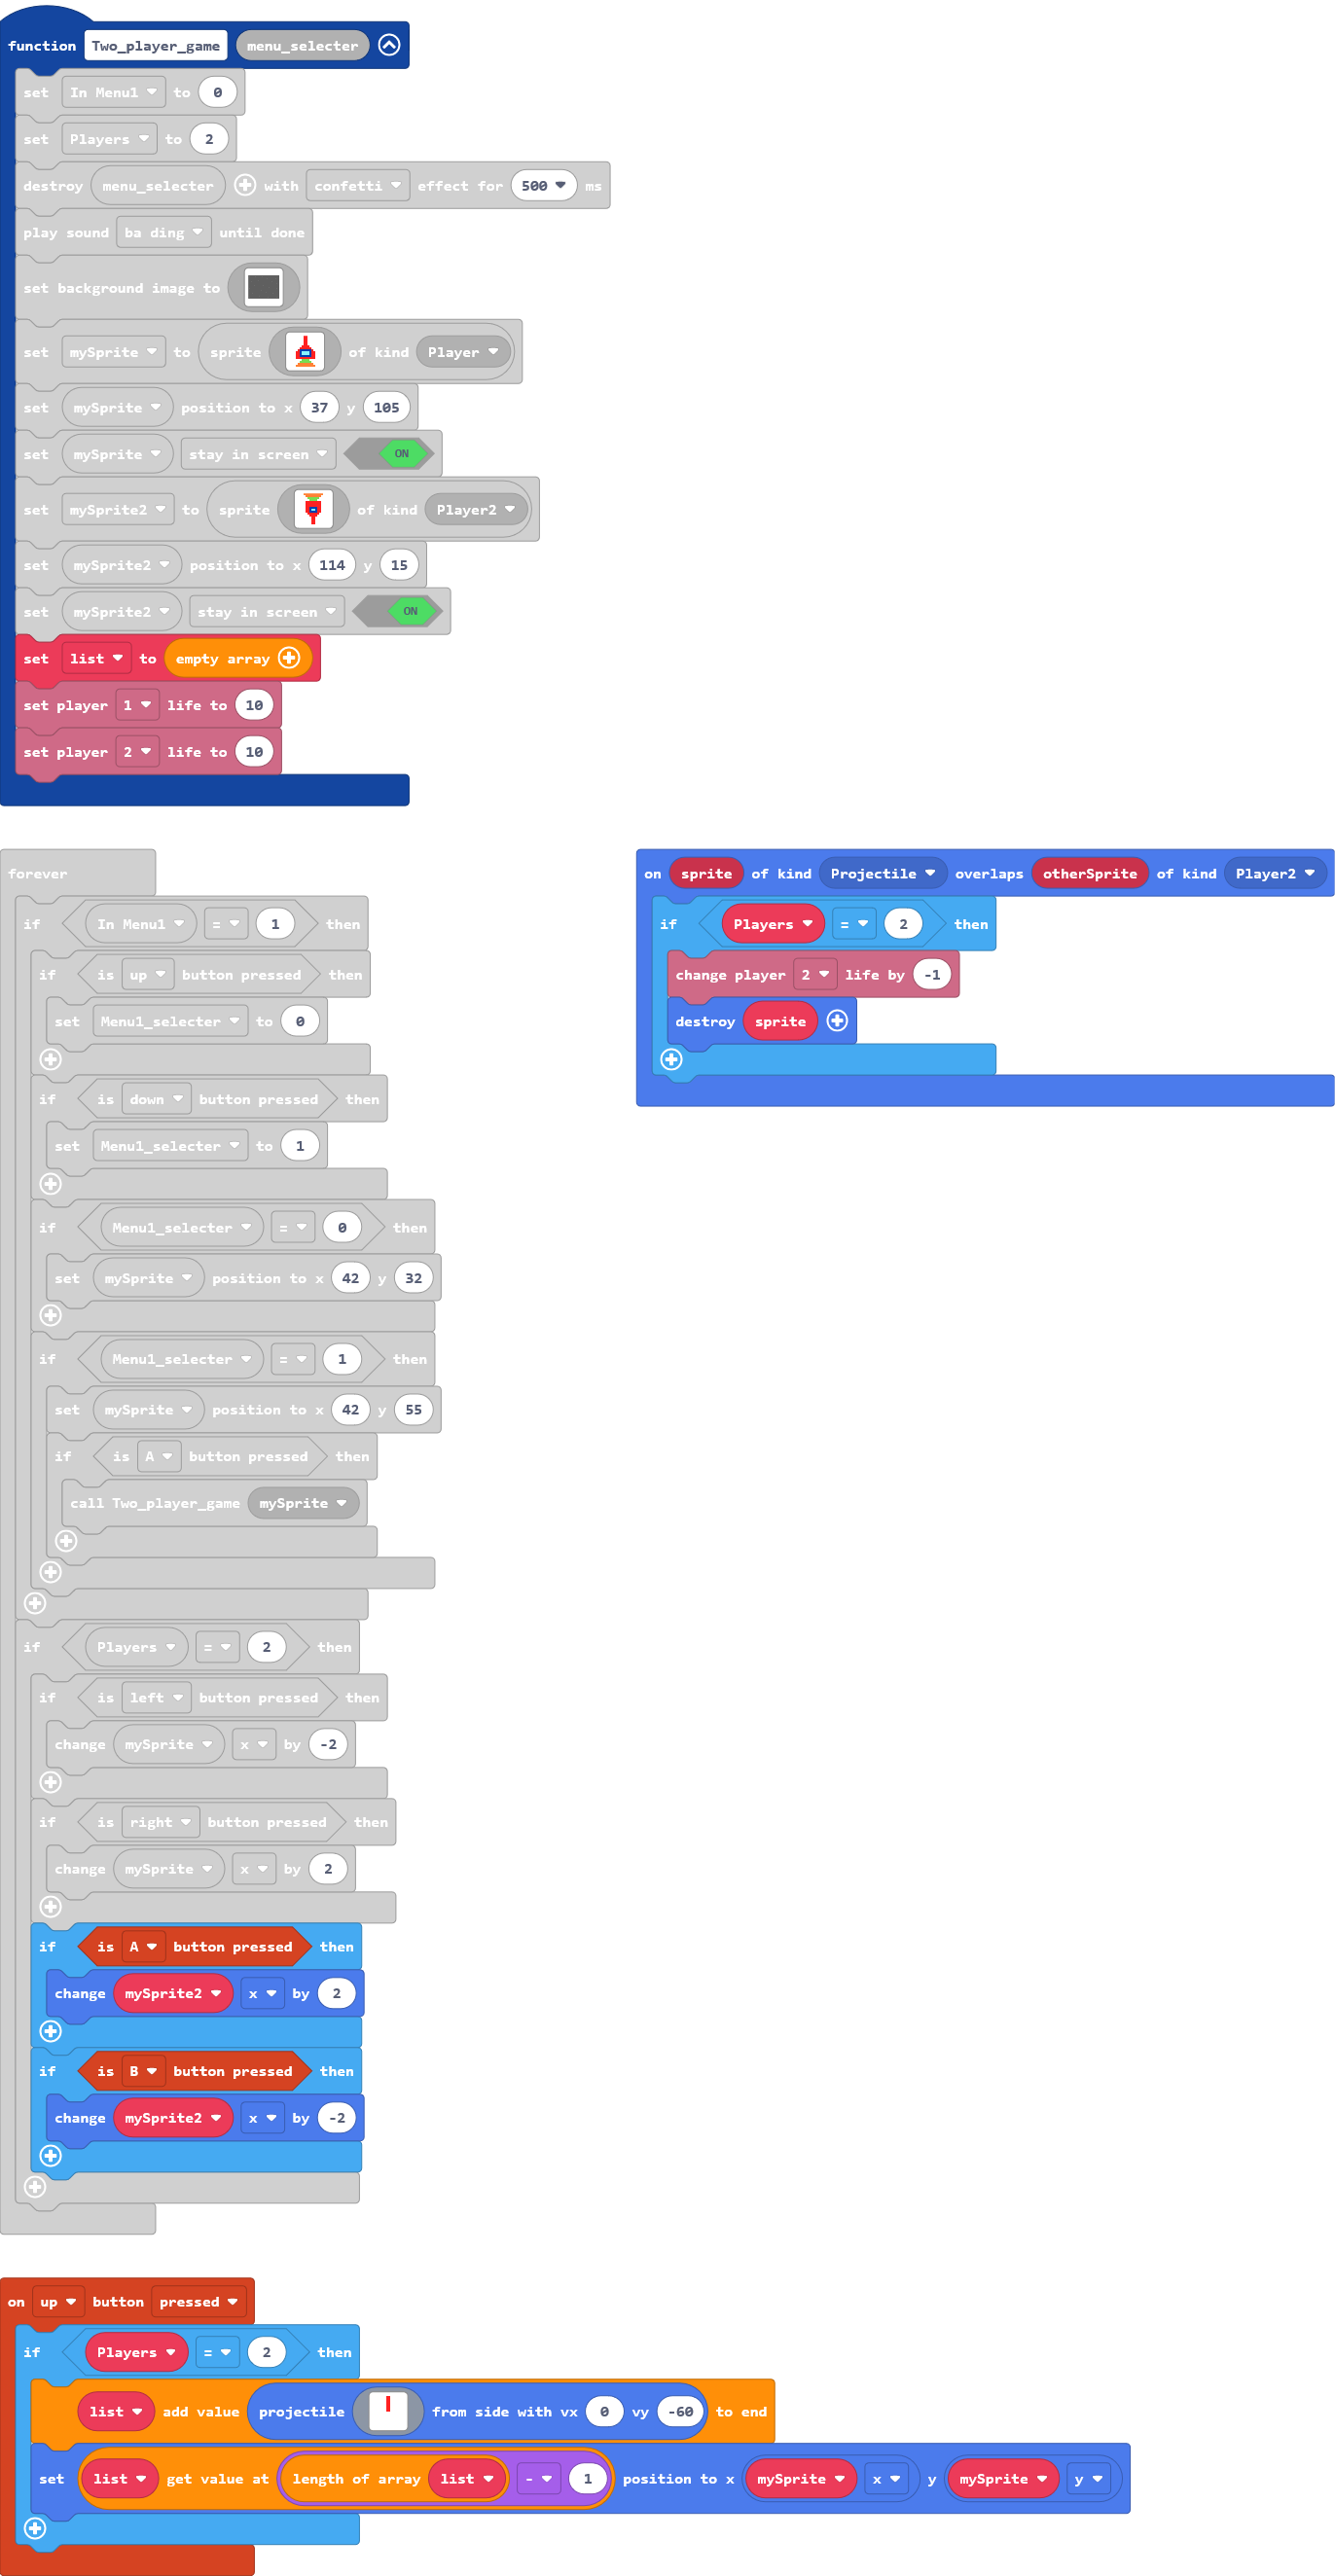 function Two_player_game menu_selecter
set In Menu1 to 0
set Players to 2
destroy menu_selecter with confetti effect for 500 ms
play sound ba ding until done
set background image to
set mySprite to sprite of kind Player
set mySprite position to x 37 y 105
set mySprite stay in screen ON
set mySprite2 to sprite of kind Player2
set mySprite2 position to x 114 y 15
set mySprite2 stay in screen ON
set list to empty array
set player 1 life to 10
set player 2 life to 10
forever
if In Menu1 = 1 then
if is up button pressed then
set Menu1_selecter to 0
if is down button pressed then
set Menu1_selecter to 1
if Menu1_selecter = 0 then
set mySprite position to x 42 y 32
if Menu1_selecter = 1 then
set mySprite position to x 42 y 55
if is A button pressed then
call Two_player_game mySprite
if Players = 2 then
if is left button pressed then
change mySprite x by -2
if is right button pressed then
change mySprite x by 2
if is A button pressed then
change mySprite2 x by 2
if is B button pressed then
change mySprite2 x by -2
on sprite of kind Projectile overlaps otherSprite of kind Player2
if Players = 2 then
change player 2 life by -1
destroy sprite
on up button pressed
if Players = 2 then
list add value projectile from side with vx 0 vy -60 to end
set list get value at length of array list - 1 position to x mySprite x y mySprite y